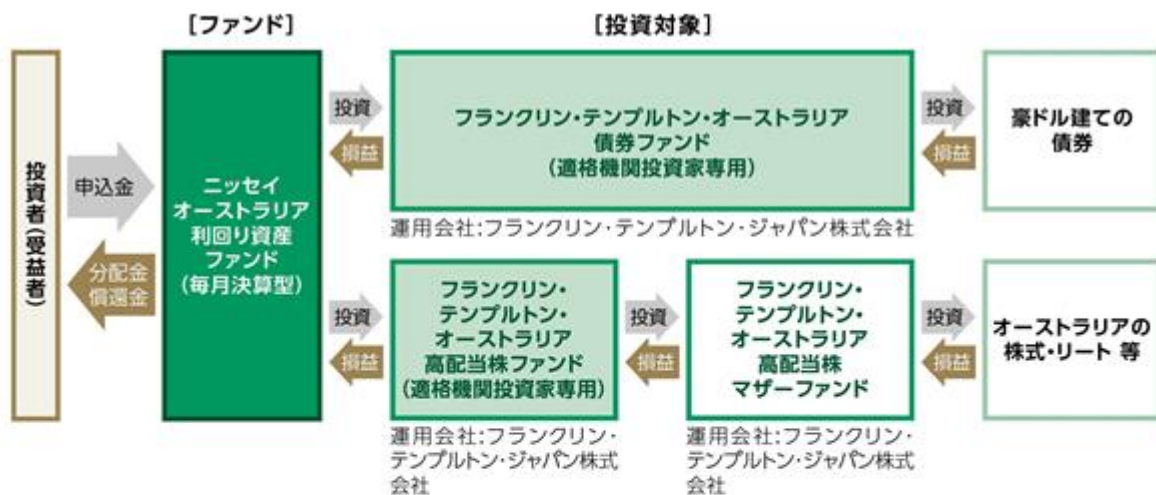 [ファンド]
[投資対象]
投資者(受益者)
申込金
分配金
償還金
ニッセイ
オーストラリア
利回り資産
ファンド
(毎月決算型)
投資
損益
フランクリン・テンプルトン・オーストラリア
債券ファンド
(適格機関投資家専用)
運用会社:フランクリン・テンプルトン・ジャパン株式会社
投資
損益
豪ドル建ての
債券
投資
損益
フランクリン・
テンプルトン・
オーストラリア
高配当株ファンド
(適格機関投資家専用)
運用会社:フランクリン・
テンプルトン・ジャパン株式
会社
投資
損益
フランクリン・
テンプルトン・
オーストラリア
高配当株
マザーファンド
運用会社:フランクリン・
テンプルトン・ジャパン株式
会社
投資
損益
オーストラリアの
株式・リート 等